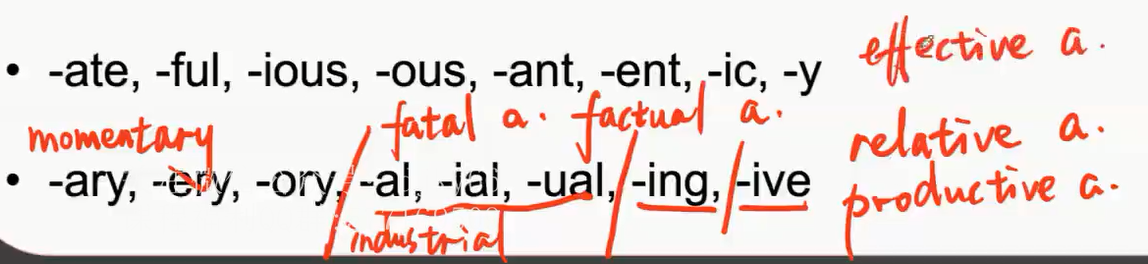 effective a.
• -ate, -ful, -ious, -ous, -ant, -ent, -ic, -y
momentary fatal a. factual a. relative a.
• -ary, -ery, -ory, -al, -ial, -ual, -ing, -ive
productive a.
industrial